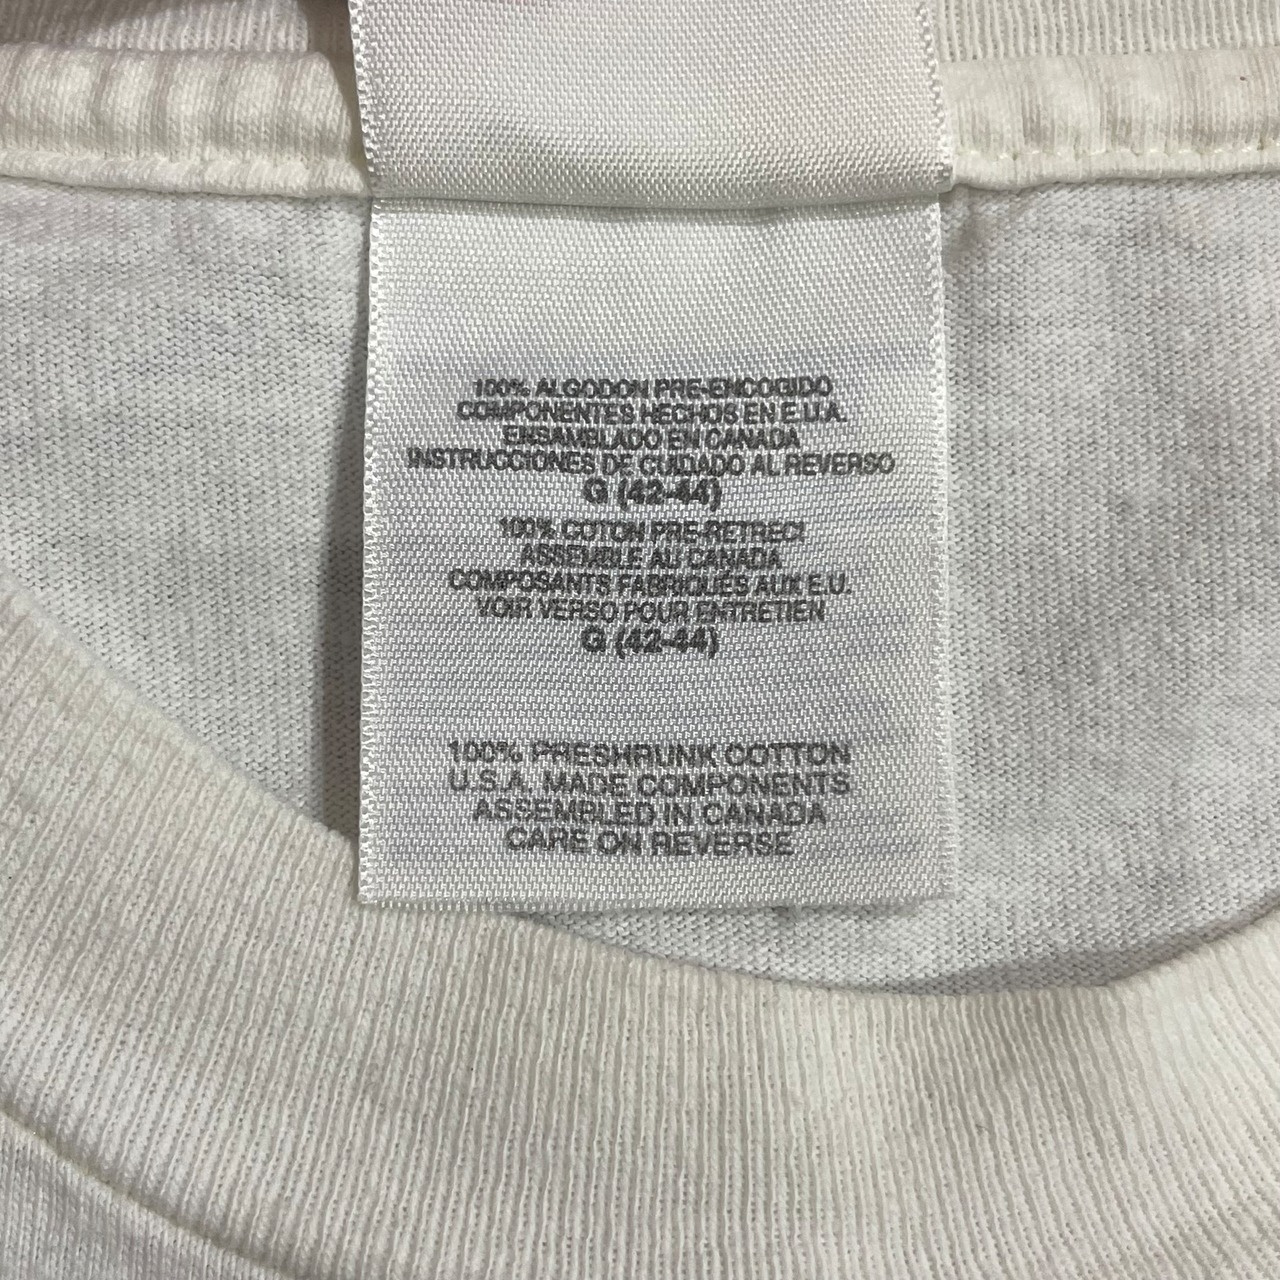 100% ALGODON PRE-ENCOGIDO
COMPONENTES HECHOS EN E.U.A.
ENSAMBLADO EN CANADA
INSTRUCCIONES DE CUIDADO AL REVERSO
G (42-44)
100% COTON PRE-RETRECI
ASSEMBLE AU CANADA
COMPOSANTS FABRIQUÉS AUX E.U.
VOIR VERSO POUR ENTRETIEN
G (42-44)
100% PRESHRUNK COTTON
U.S.A. MADE COMPONENTS
ASSEMBLED IN CANADA
CARE ON REVERSE